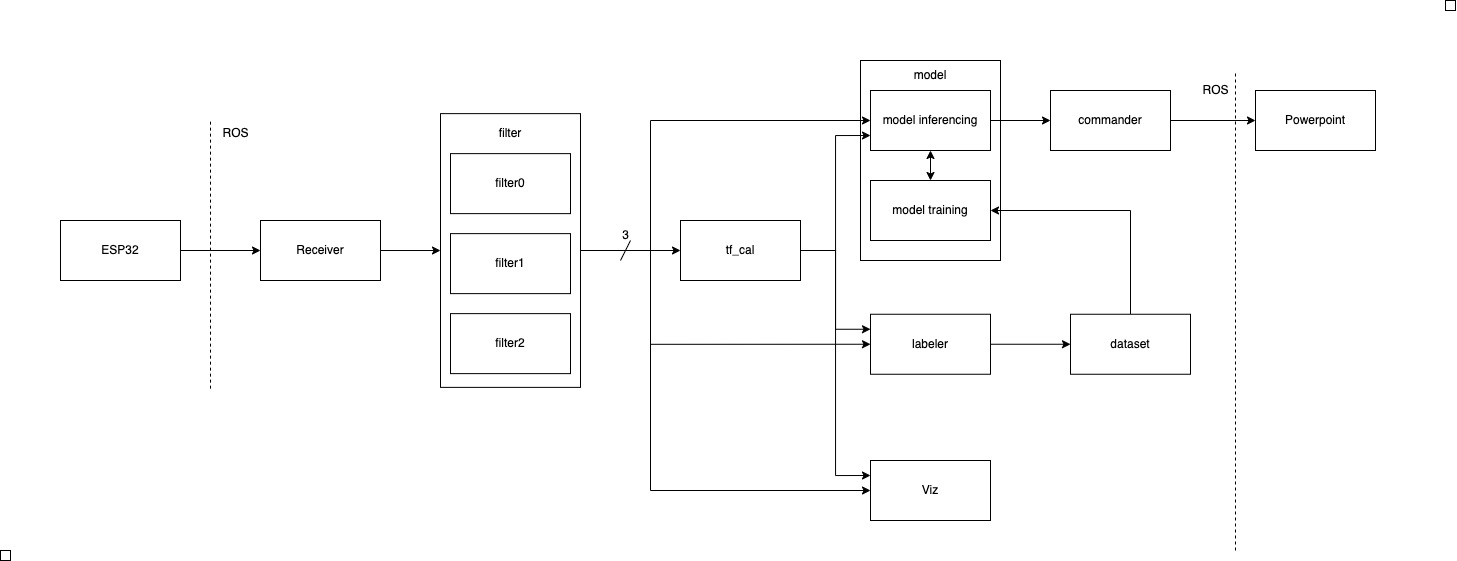 model
ROS
model inferencing
commander
Powerpoint
ROS
filter
filter0
model training
3
ESP32
Receiver
filter1
tf_cal
filter2
labeler
dataset
Viz